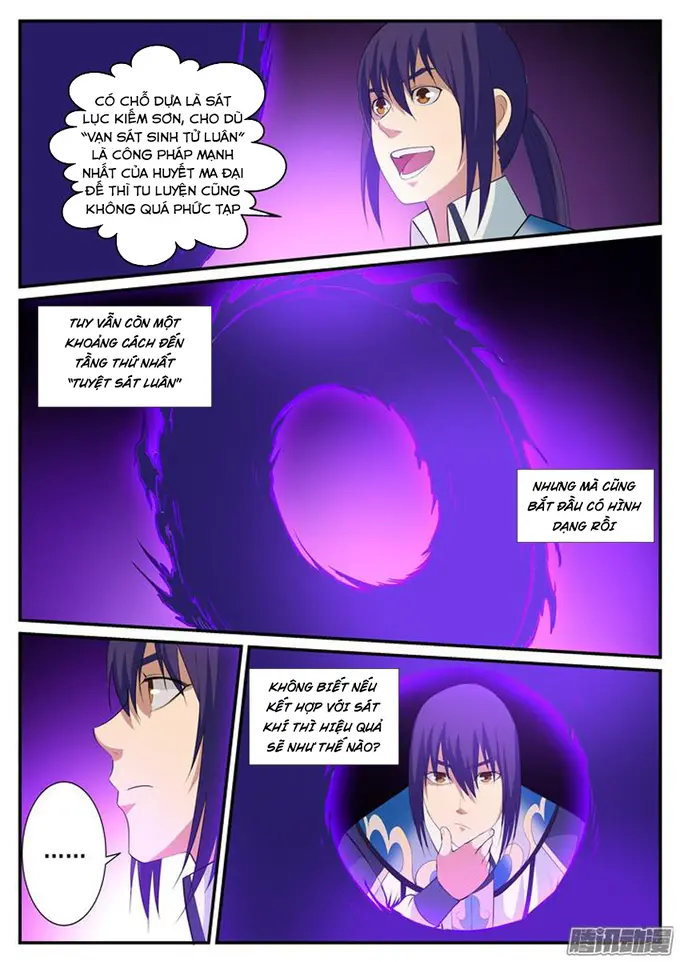 CÓ CHỖ DỰA LÀ SÁT
LỤC KIẾM SƠN, CHO DÙ
"VẠN SÁT SINH TỬ LUÂN"
LÀ CÔNG PHÁP MẠNH
NHẤT CỦA HUYẾT MA ĐẠI
ĐẾ THÌ TU LUYỆN CŨNG
KHÔNG QUÁ PHỨC TẠP
TUY VẪN CÒN MỘT
KHOẢNG CÁCH ĐẾN
TẦNG THỨ NHẤT
"TUYỆT SÁT LUÂN"
NHƯNG MÀ CŨNG
BẮT ĐẦU CÓ HÌNH
DẠNG RỒI
KHÔNG BIẾT NẾU
KẾT HỢP VỚI SÁT
KHÍ THÌ HIỆU QUẢ
SẼ NHƯ THẾ NÀO?
......
腾讯动漫